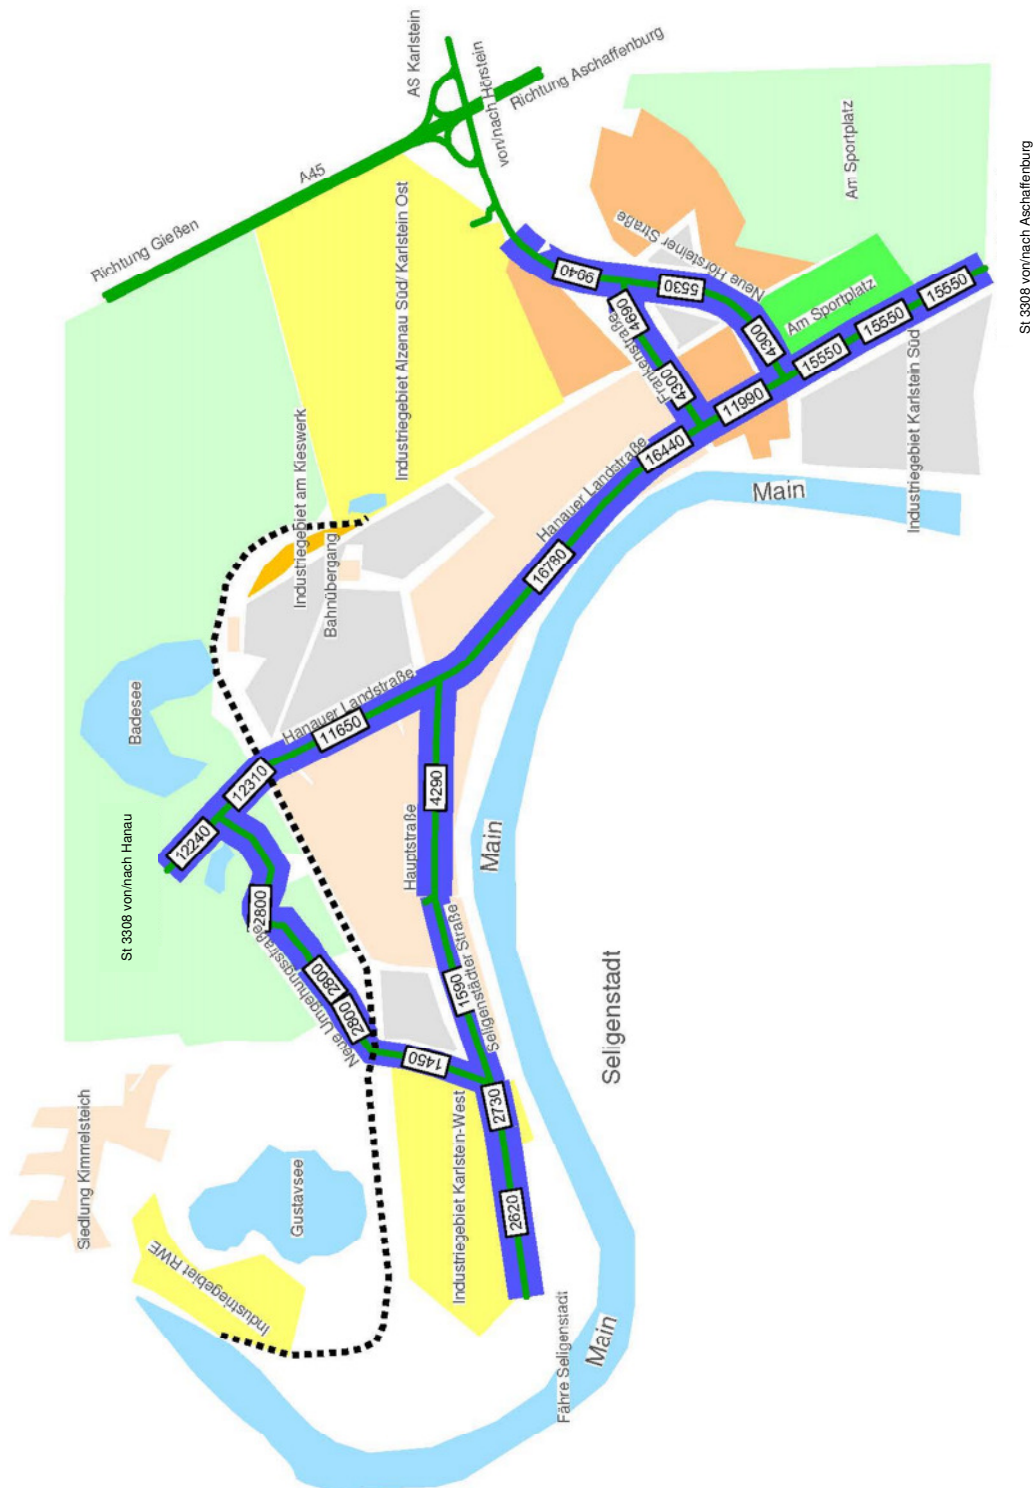 AS Karlstein
von/nach Hörstein
Richtung Aschaffenburg
A45
Richtung Gießen
Industriegebiet Alzenau Süd/ Karlstein Ost
Am Sportplatz
Neue Hörsteiner Straße
9940
5530
4690
Frankenstraße
4300
4300
Am Sportplatz
15550
15550
15550
11990
St 3308 von/nach Aschaffenburg
Industriegebiet Karlstein Süd
16440
Hanauer Landstraße
16780
Main
Industriegebiet am Kieswerk
Bahnübergang
Badesee
Hanauer Landstraße
11650
12310
12240
St 3308 von/nach Hanau
4290
Hauptstraße
Main
2800
2800
2800
Neue Umgehungsstraße
1590
Seligenstädter Straße
1450
2730
2620
Seligenstadt
Industriegebiet Karlstein-West
Siedlung Kimmelsteich
Gustavsee
Industriegebiet RWE
Fähre Seligenstadt
Main